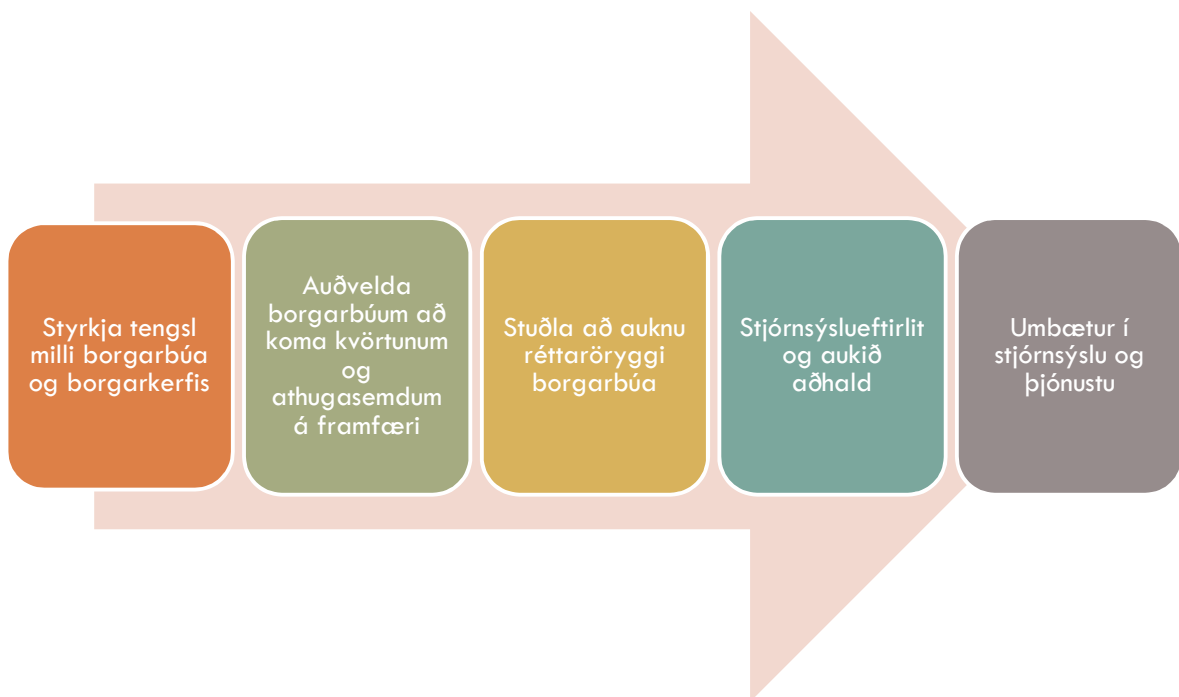 Styrkja tengsl
milli borgarbúa
og borgarkerfis
Auðvelda
borgarbúum að
koma kvörtunum
og
athugasemdum
á framfæri
Stuðla að auknu
réttaröryggi
borgarbúa
Stjórnsýslueftirlit
og aukið
aðhald
Umbætur í
stjórnsýslu og
þjónustu